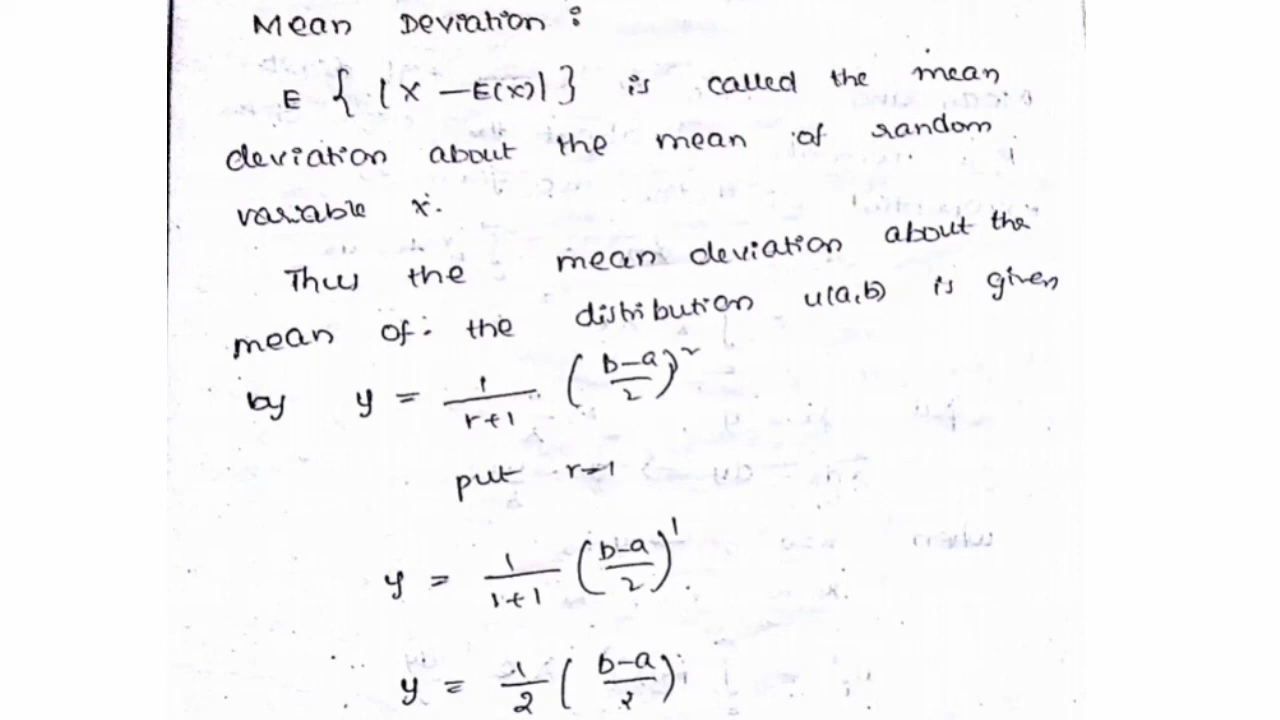 Mean Deviation :
E { |X - E(X)| } is called the mean
deviation about the mean of random
variable x.
Thus the mean deviation about the
mean of the distribution u(a,b) is given
by y = 1/(r+1) ((b-a)/2)^r
put r=1
y = 1/(1+1) ((b-a)/2)^1
y = 1/2 ((b-a)/2)